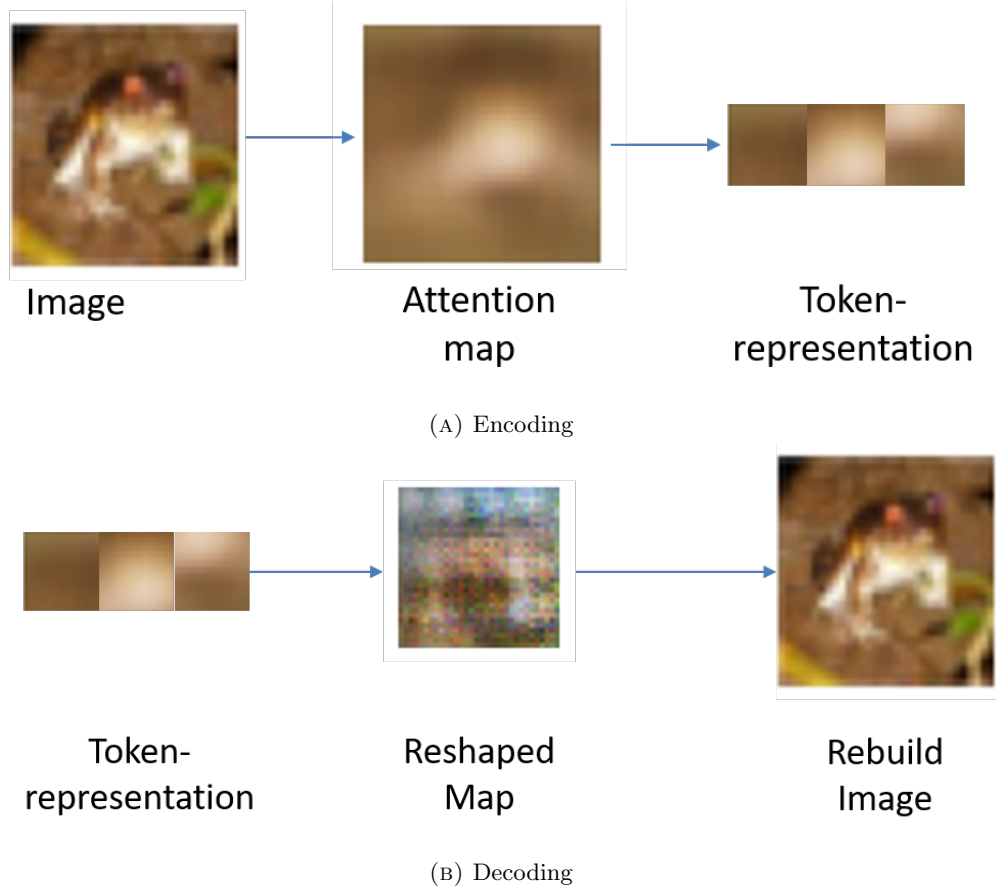 Image
Attention
map
Token-
representation
(A) Encoding
Token-
representation
Reshaped
Map
Rebuild
Image
(B) Decoding